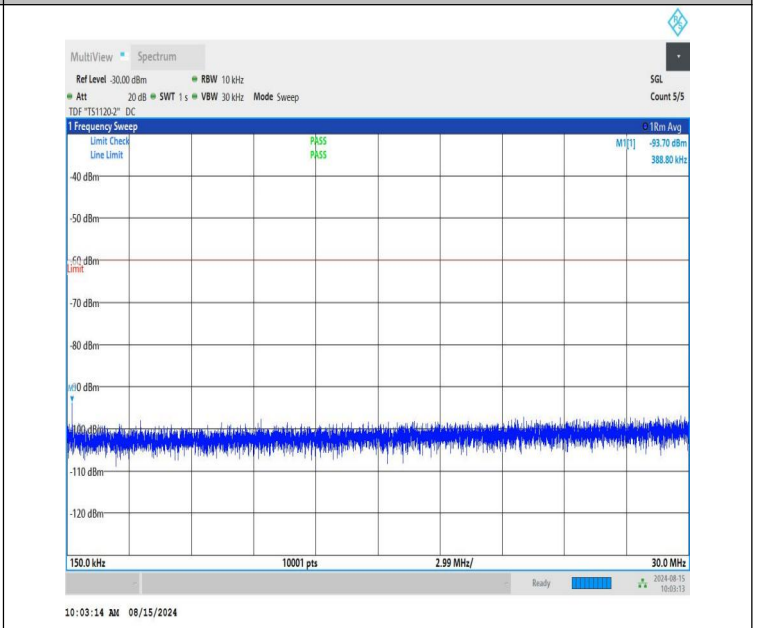 MultiView Spectrum
Ref Level -30.00 dBm RBW 10 kHz SGL
Att 20 dB SWT 1 s VBW 30 kHz Mode Sweep Count 5/5
TDF "TS1120-2" DC
1 Frequency Sweep 1Rm Avg
Limit Check PASS M1[1] -93.70 dBm
Line Limit PASS 388.80 kHz
-40 dBm
-50 dBm
-60 dBm
Limit
-70 dBm
-80 dBm
-90 dBm
-100 dBm
-110 dBm
-120 dBm
150.0 kHz 10001 pts 2.99 MHz/ 30.0 MHz
Ready 2024-08-15
10:03:13
10:03:14 AM 08/15/2024